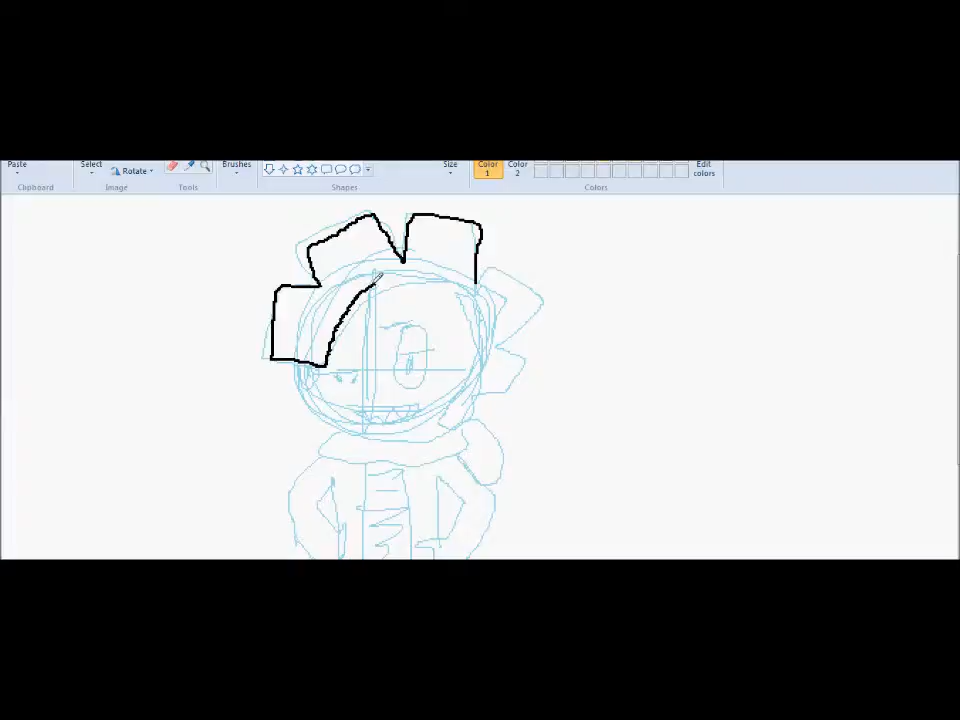 Paste
Select
Rotate
Brushes
Size
Color
1
Color
2
Edit
colors
Clipboard
Image
Tools
Shapes
Colors